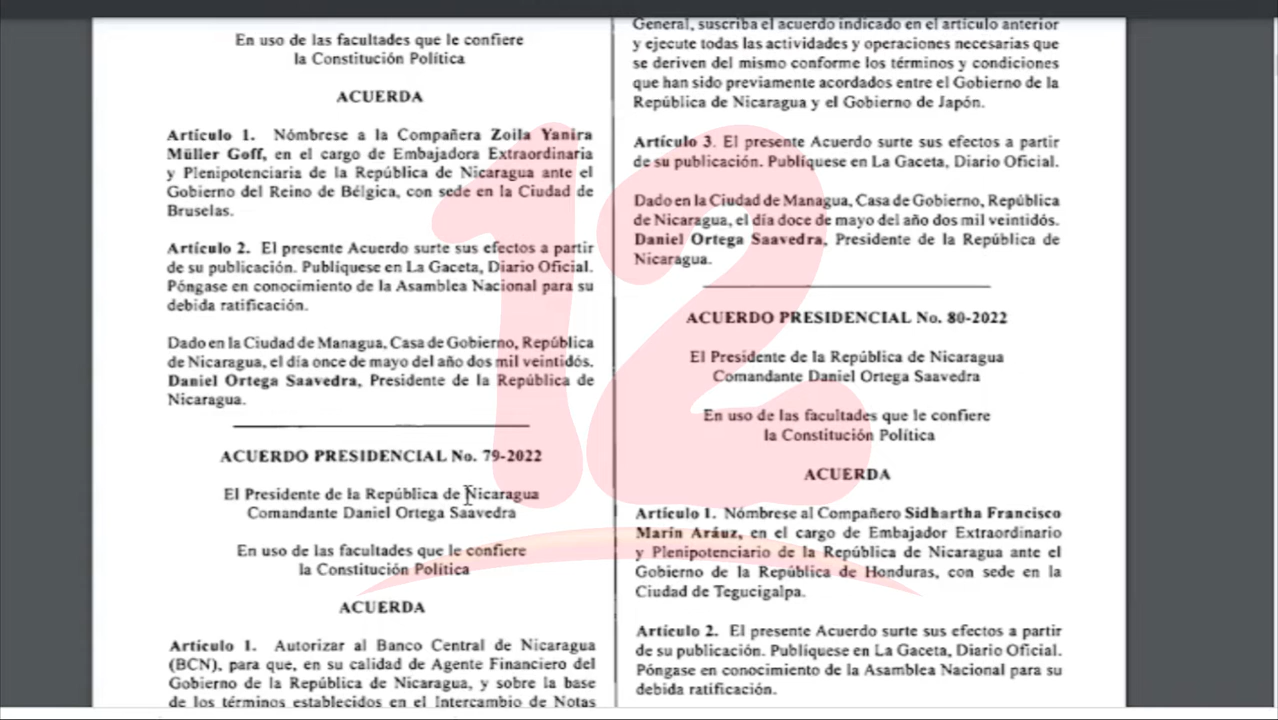 En uso de las facultades que le confiere
la Constitución Política
ACUERDA
Artículo 1. Nómbrese a la Compañera Zoila Yanira
Müller Goff, en el cargo de Embajadora Extraordinaria
y Plenipotenciaria de la República de Nicaragua ante el
Gobierno del Reino de Bélgica, con sede en la Ciudad de
Bruselas.
Artículo 2. El presente Acuerdo surte sus efectos a partir
de su publicación. Publíquese en La Gaceta, Diario Oficial.
Póngase en conocimiento de la Asamblea Nacional para su
debida ratificación.
Dado en la Ciudad de Managua, Casa de Gobierno, República
de Nicaragua, el día once de mayo del año dos mil veintidós.
Daniel Ortega Saavedra, Presidente de la República de
Nicaragua.
ACUERDO PRESIDENCIAL No. 79-2022
El Presidente de la República de Nicaragua
Comandante Daniel Ortega Saavedra
En uso de las facultades que le confiere
la Constitución Política
ACUERDA
Artículo 1. Autorizar al Banco Central de Nicaragua
(BCN), para que, en su calidad de Agente Financiero del
Gobierno de la República de Nicaragua, y sobre la base
de los términos establecidos en el Intercambio de Notas
General, suscriba el acuerdo indicado en el artículo anterior
y ejecute todas las actividades y operaciones necesarias que
se deriven del mismo conforme los términos y condiciones
que han sido previamente acordados entre el Gobierno de la
República de Nicaragua y el Gobierno de Japón.
Artículo 3. El presente Acuerdo surte sus efectos a partir
de su publicación. Publíquese en La Gaceta, Diario Oficial.
Dado en la Ciudad de Managua, Casa de Gobierno, República
de Nicaragua, el día doce de mayo del año dos mil veintidós.
Daniel Ortega Saavedra, Presidente de la República de
Nicaragua.
ACUERDO PRESIDENCIAL No. 80-2022
El Presidente de la República de Nicaragua
Comandante Daniel Ortega Saavedra
En uso de las facultades que le confiere
la Constitución Política
ACUERDA
Artículo 1. Nómbrese al Compañero Sidhartha Francisco
Marín Aráuz, en el cargo de Embajador Extraordinario
y Plenipotenciario de la República de Nicaragua ante el
Gobierno de la República de Honduras, con sede en la
Ciudad de Tegucigalpa.
Artículo 2. El presente Acuerdo surte sus efectos a partir
de su publicación. Publíquese en La Gaceta, Diario Oficial.
Póngase en conocimiento de la Asamblea Nacional para su
debida ratificación.
12